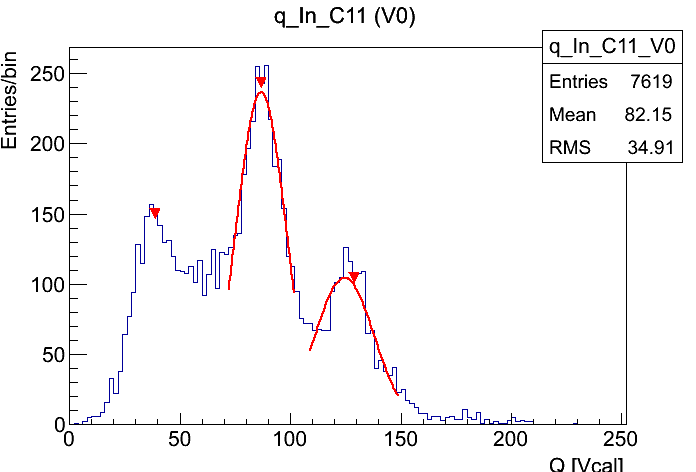 q_In_C11 (V0)
q_In_C11_V0
Entries 7619
Mean 82.15
RMS 34.91
Entries/bin
250
200
150
100
50
0
0 50 100 150 200 250
Q [Vcal]